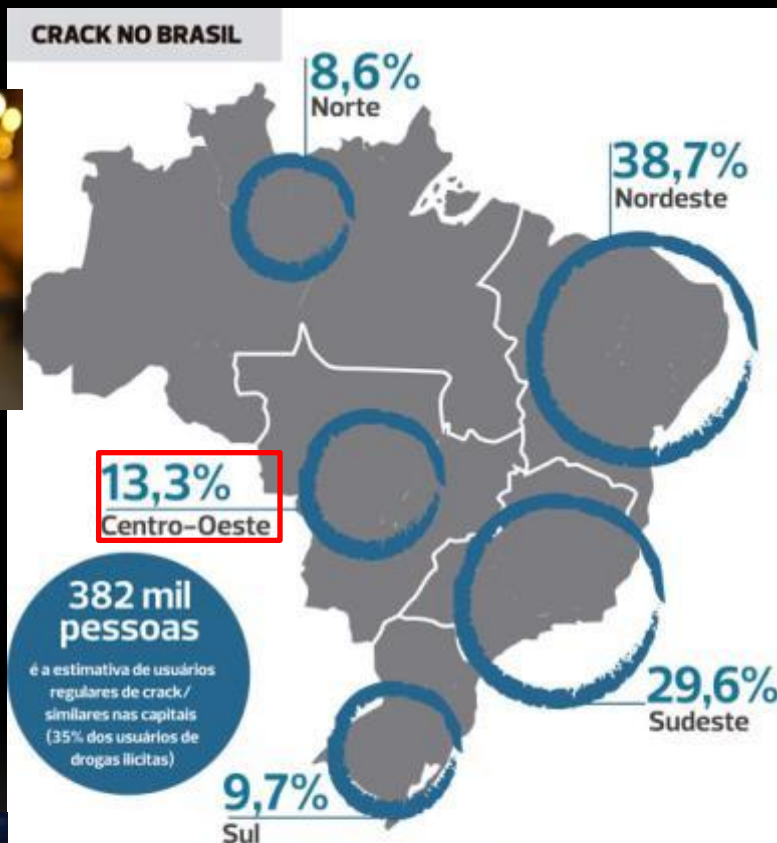 CRACK NO BRASIL
8,6%
Norte
38,7%
Nordeste
13,3%
Centro-Oeste
382 mil
pessoas
é a estimativa de usuários
regulares de crack/
similares nas capitais
(35% dos usuários de
drogas ilícitas)
29,6%
Sudeste
9,7%
Sul